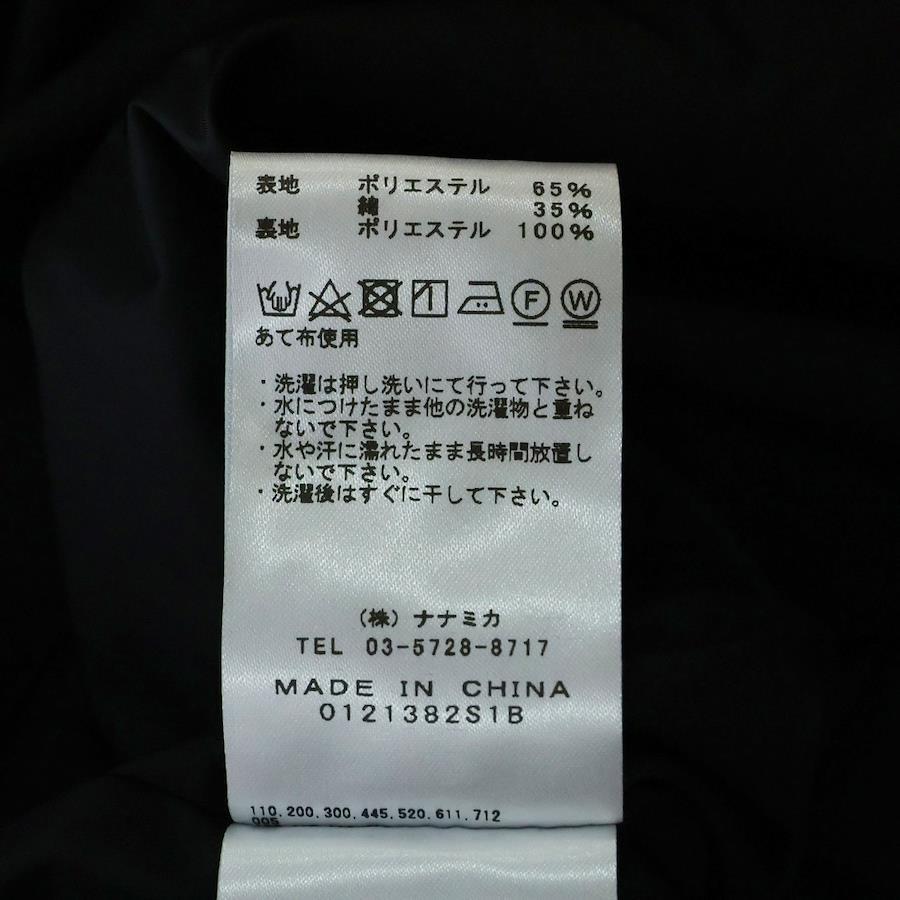 表地 ポリエステル 65%
綿 35%
裏地 ポリエステル 100%
F W
あて布使用
・洗濯は押し洗いにて行って下さい。
・水につけたまま他の洗濯物と重ね
ないで下さい。
・水や汗に濡れたまま長時間放置し
ないで下さい。
・洗濯後はすぐに干して下さい。
(株) ナナミカ
TEL 03-5728-8717
MADE IN CHINA
0121382S1B
110.200.300.445.520.611.712